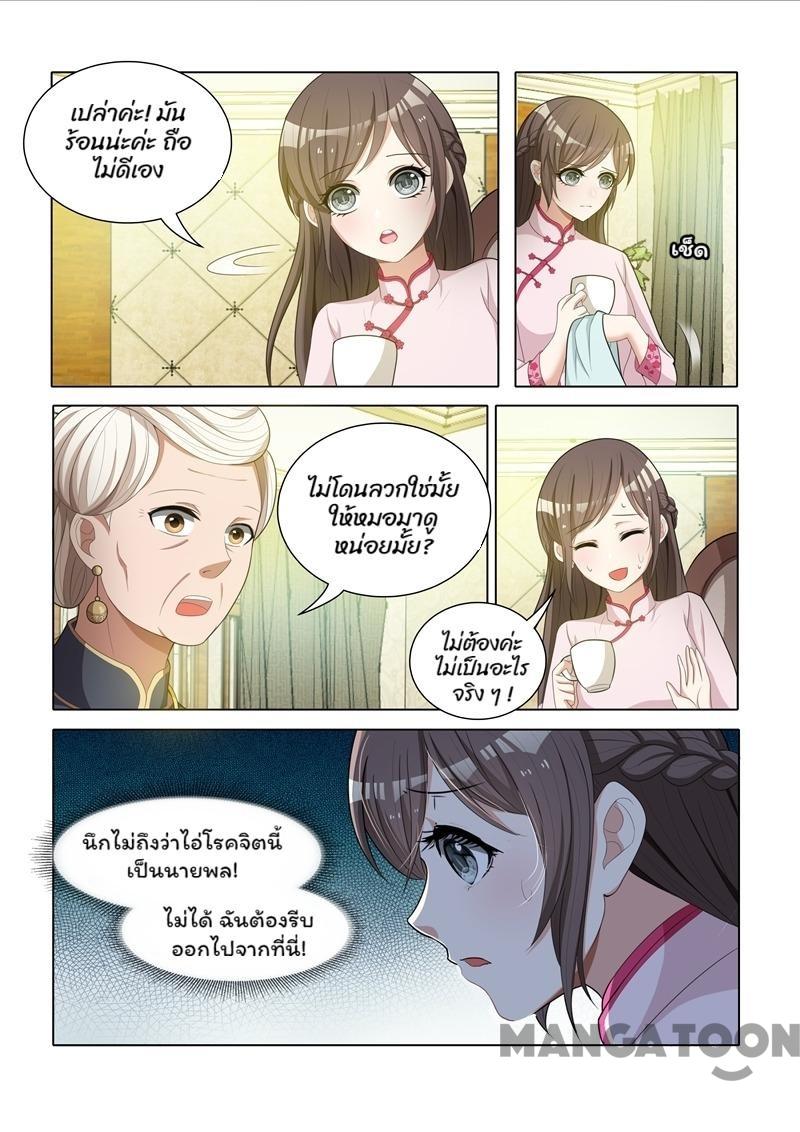 เปล่าค่ะ! มัน
ร้อนน่ะค่ะ ถือ
ไม่ดีเอง
เช็ด
ไม่โดนลวกใช่มั้ย
ให้หมอมาดู
หน่อยมั้ย?
ไม่ต้องค่ะ
ไม่เป็นอะไร
จริง ๆ !
นึกไม่ถึงว่าไอ่โรคจิตนี้
เป็นนายพล!
ไม่ได้ ฉันต้องรีบ
ออกไปจากที่นี่!
MANGATOON